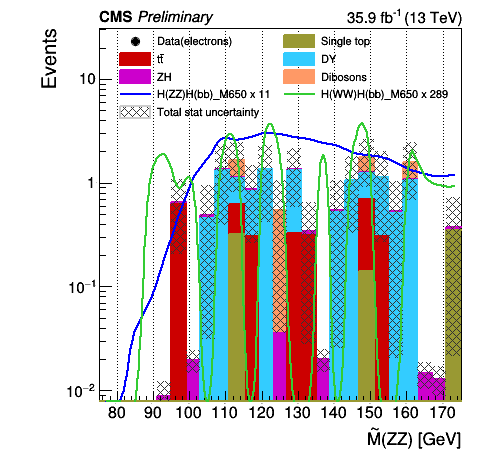 CMS Preliminary 35.9 fb⁻¹ (13 TeV)
Events
Data(electrons) Single top
tt̄ DY
ZH Dibosons
H(ZZ)H(bb)_M650 x 11 H(WW)H(bb)_M650 x 289
Total stat uncertainty
10
1
10⁻¹
10⁻²
80 90 100 110 120 130 140 150 160 170
M̃(ZZ) [GeV]